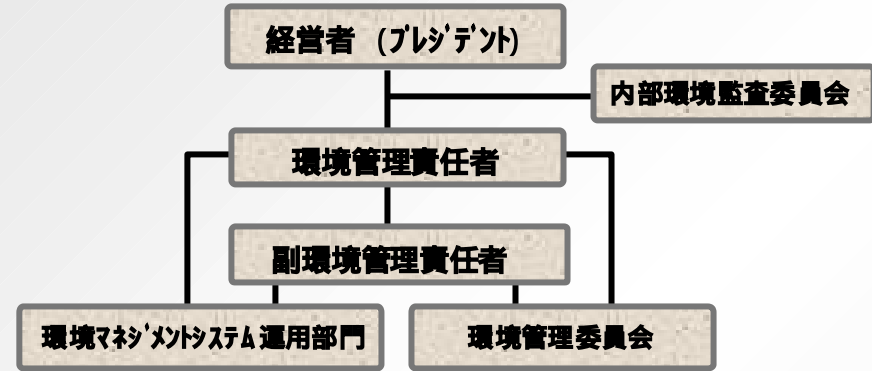 経営者 (ﾌﾟﾚｼﾞﾃﾞﾝﾄ)
内部環境監査委員会
環境管理責任者
副環境管理責任者
環境ﾏﾈｼﾞﾒﾝﾄｼｽﾃﾑ運用部門
環境管理委員会